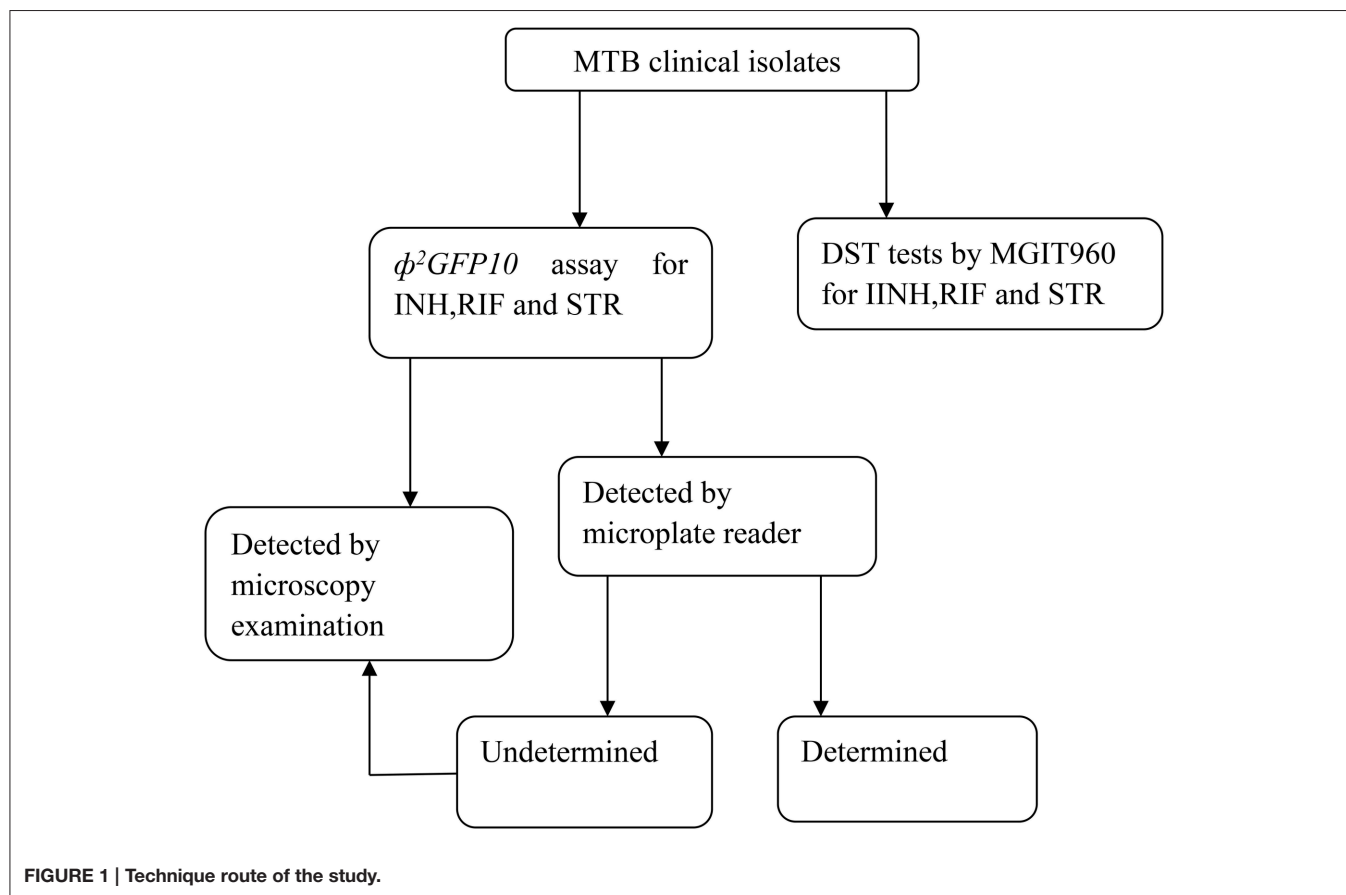 MTB clinical isolates
ф²GFP10 assay for
INH,RIF and STR
DST tests by MGIT960
for IINH,RIF and STR
Detected by
microplate reader
Detected by
microscopy
examination
Undetermined
Determined
FIGURE 1 | Technique route of the study.